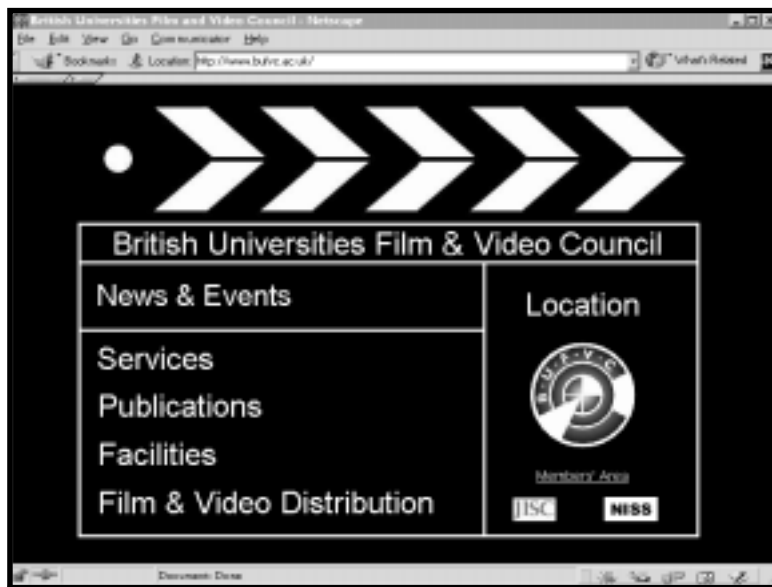 British Universities Film and Video Council - Netscape
File Edit View Go Communicator Help
Bookmarks Location: http://www.bufvc.ac.uk/ What's Related
British Universities Film & Video Council
News & Events
Services
Publications
Facilities
Film & Video Distribution
Location
B·U·F·V·C
Members' Area
JISC
NISS
Document: Done